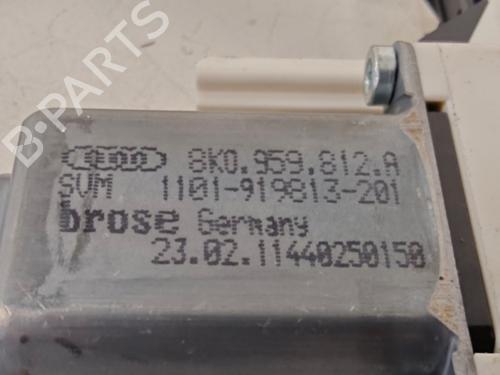 B-PARTS
8K0.959.812.A
SVM 1101-919813-201
brose Germany
23.02.11440250150